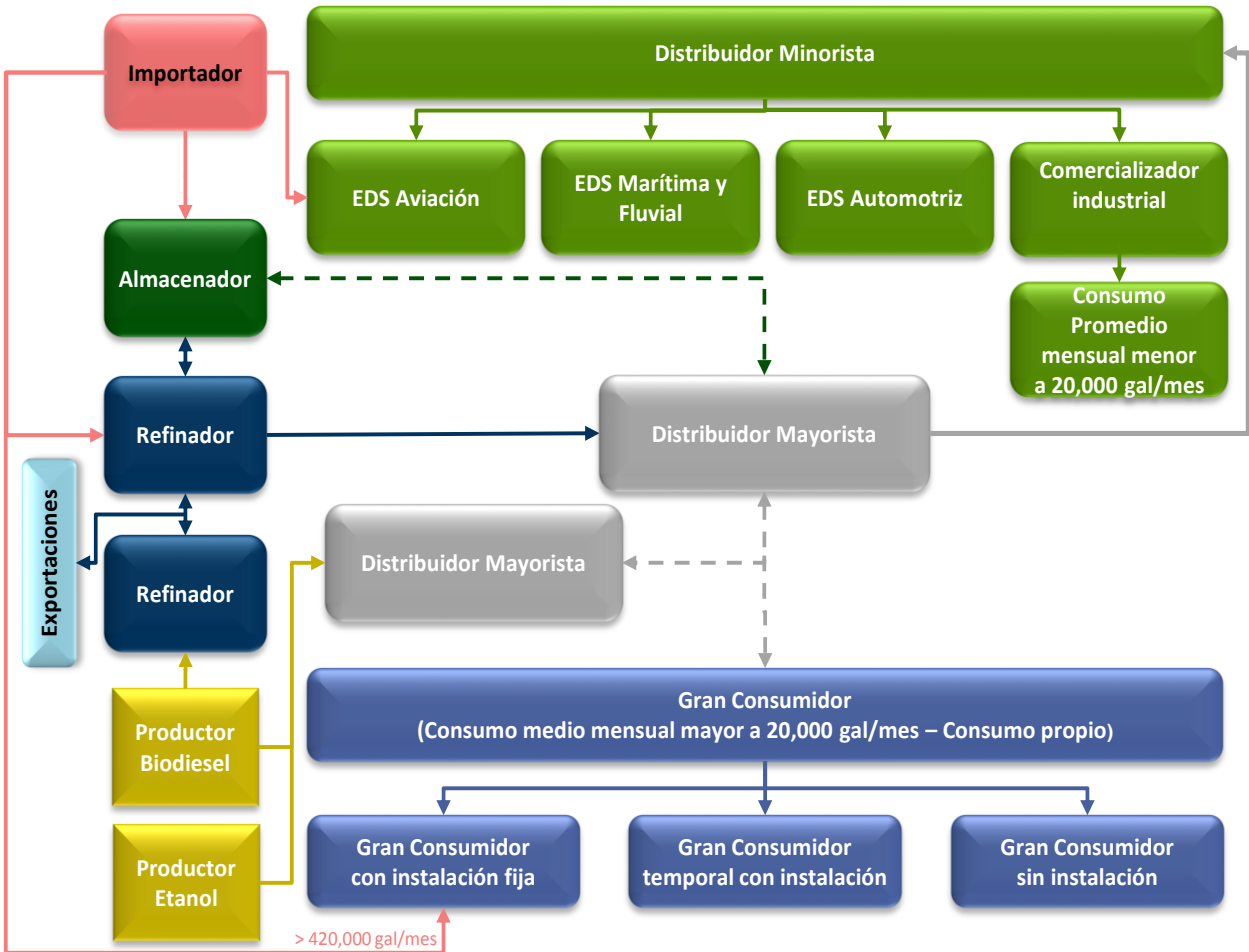 Importador
Distribuidor Minorista
EDS Aviación
EDS Marítima y
Fluvial
EDS Automotriz
Comercializador
industrial
Almacenador
Consumo
Promedio
mensual menor
a 20,000 gal/mes
Refinador
Distribuidor Mayorista
Exportaciones
Refinador
Distribuidor Mayorista
Productor
Biodiesel
Gran Consumidor
(Consumo medio mensual mayor a 20,000 gal/mes – Consumo propio)
Productor
Etanol
Gran Consumidor
con instalación fija
Gran Consumidor
temporal con instalación
Gran Consumidor
sin instalación
> 420,000 gal/mes